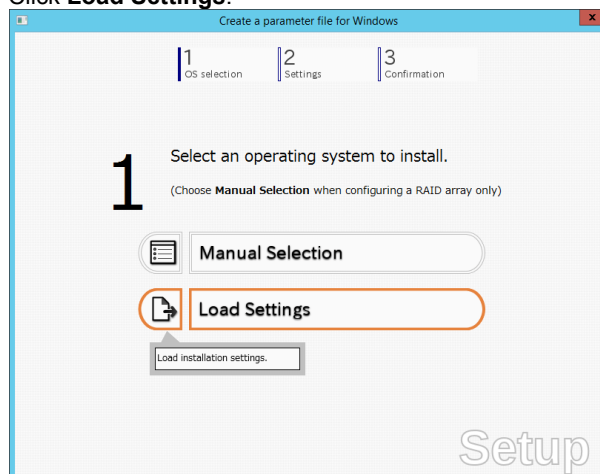 Click Load Settings.
Create a parameter file for Windows
x
1 2 3
OS selection Settings Confirmation
1
Select an operating system to install.
(Choose Manual Selection when configuring a RAID array only)
Manual Selection
Load Settings
Load installation settings.
Setup